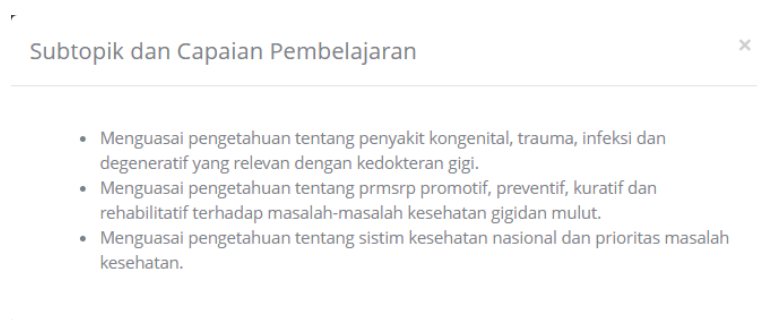 Subtopik dan Capaian Pembelajaran ×
• Menguasai pengetahuan tentang penyakit kongenital, trauma, infeksi dan
degeneratif yang relevan dengan kedokteran gigi.
• Menguasai pengetahuan tentang prmsrp promotif, preventif, kuratif dan
rehabilitatif terhadap masalah-masalah kesehatan gigidan mulut.
• Menguasai pengetahuan tentang sistim kesehatan nasional dan prioritas masalah
kesehatan.